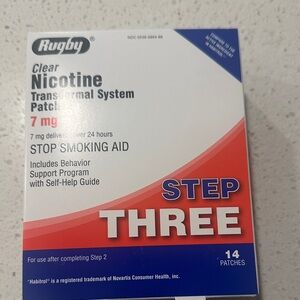 Rugby®
COMPARE TO THE
ACTIVE INGREDIENT
IN HABITROL®
Clear
Nicotine
Transdermal System
Patch
7 mg
7 mg delivered over 24 hours
STOP SMOKING AID
Includes Behavior
Support Program
with Self-Help Guide
STEP
THREE
For use after completing Step 2
14
PATCHES
"Habitrol" is a registered trademark of Novartis Consumer Health, inc.